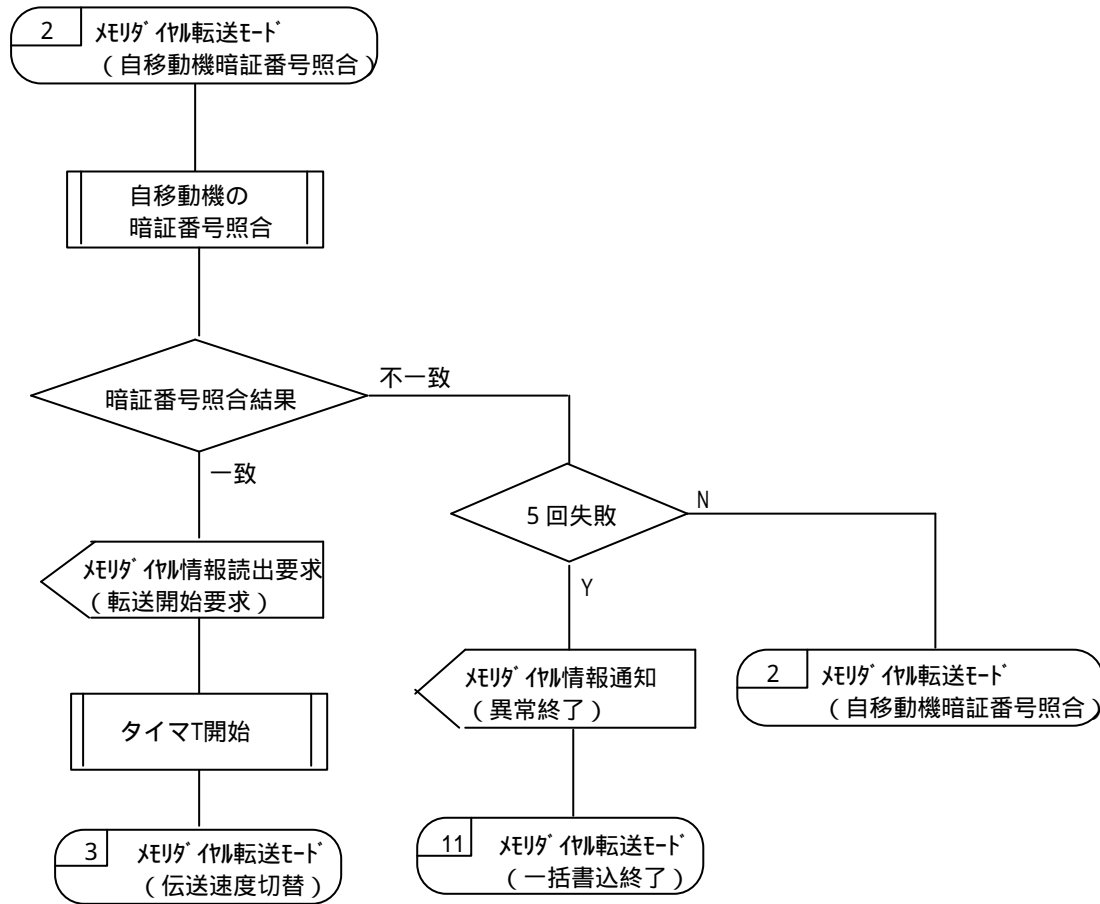 2 ﾒﾓﾘﾀﾞｲﾔﾙ転送ﾓｰﾄﾞ
（自移動機暗証番号照合）
自移動機の
暗証番号照合
暗証番号照合結果
不一致
一致
5回失敗
N
Y
ﾒﾓﾘﾀﾞｲﾔﾙ情報読出要求
（転送開始要求）
ﾒﾓﾘﾀﾞｲﾔﾙ情報通知
（異常終了）
2 ﾒﾓﾘﾀﾞｲﾔﾙ転送ﾓｰﾄﾞ
（自移動機暗証番号照合）
タイマT開始
3 ﾒﾓﾘﾀﾞｲﾔﾙ転送ﾓｰﾄﾞ
（伝送速度切替）
11 ﾒﾓﾘﾀﾞｲﾔﾙ転送ﾓｰﾄﾞ
（一括書込終了）